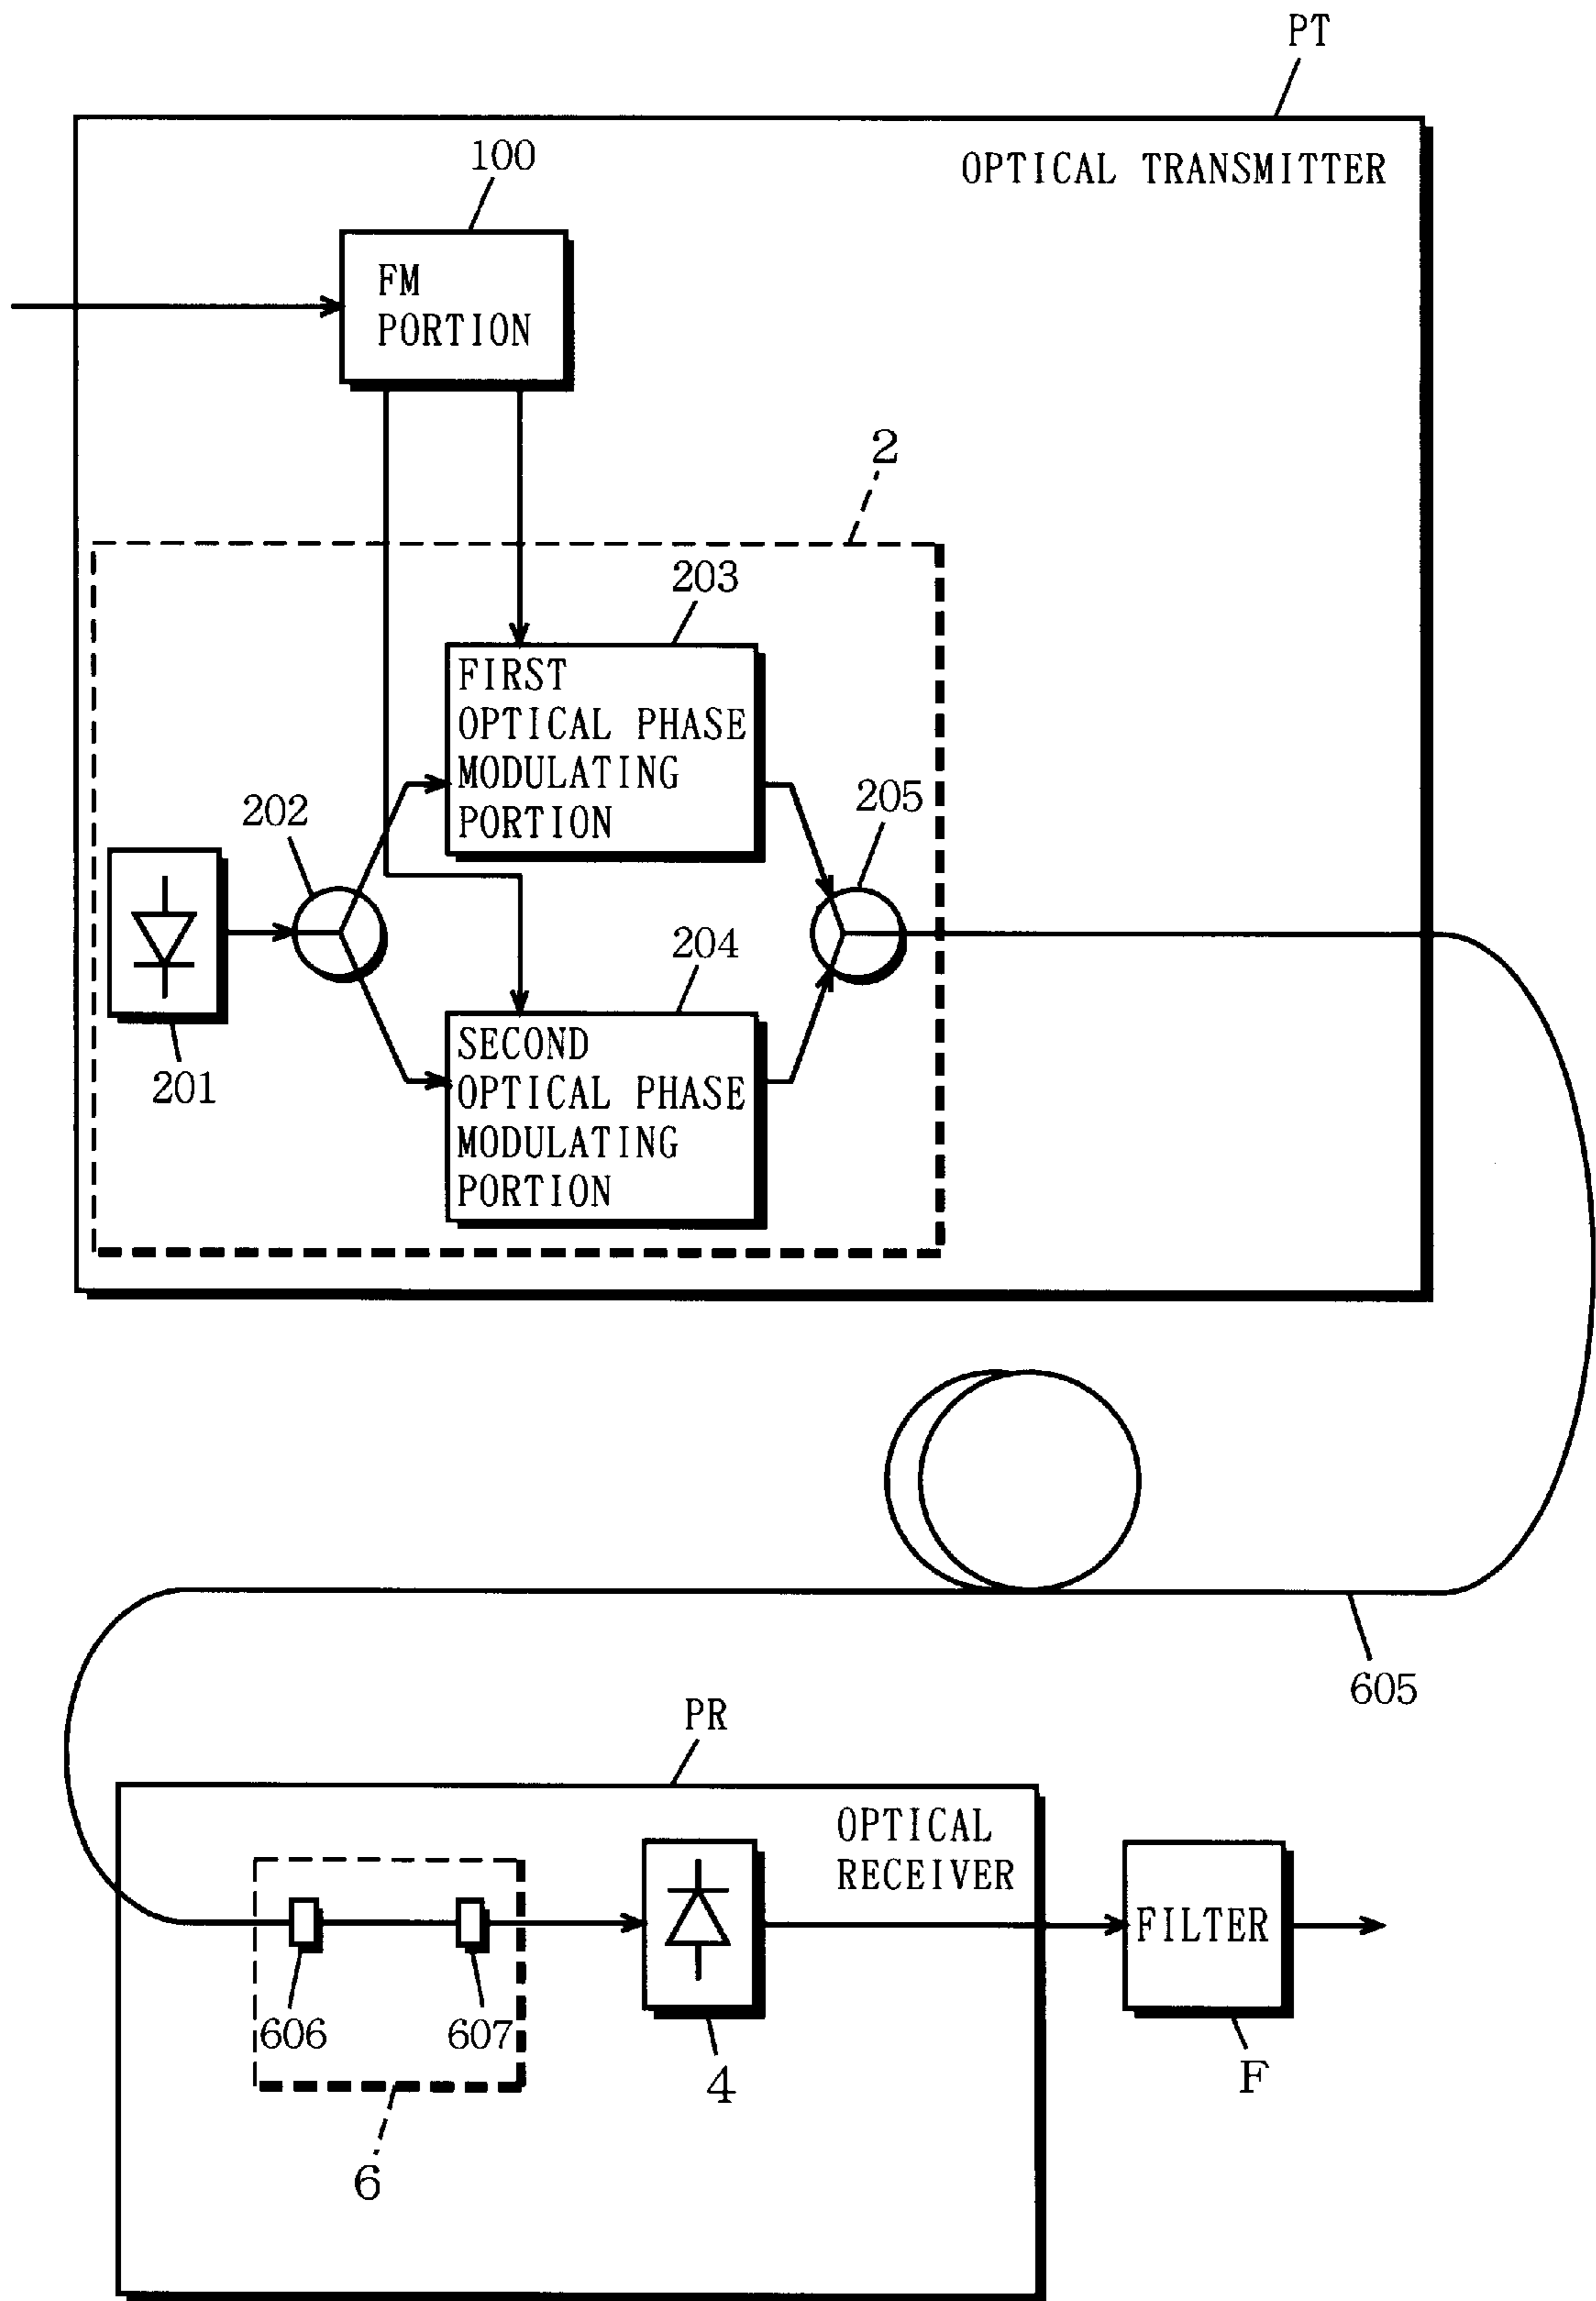 PT
OPTICAL TRANSMITTER
100
FM
PORTION
2
203
FIRST
OPTICAL PHASE
MODULATING
PORTION
202
205
201
204
SECOND
OPTICAL PHASE
MODULATING
PORTION
605
PR
OPTICAL
RECEIVER
FILTER
606
607
4
F
6